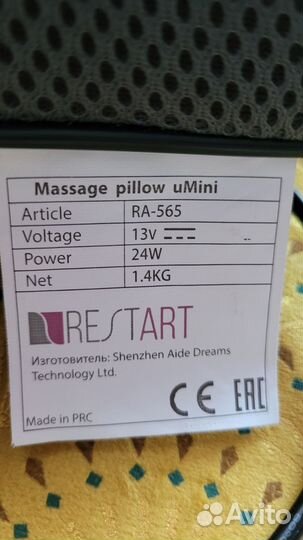 Massage pillow uMini
Article RA-565
Voltage 13v
Power 24W
Net 1.4KG
RESTART
Изготовитель: Shenzhen Aide Dreams
Technology Ltd.
Made in PRC
CE EAC
Avito